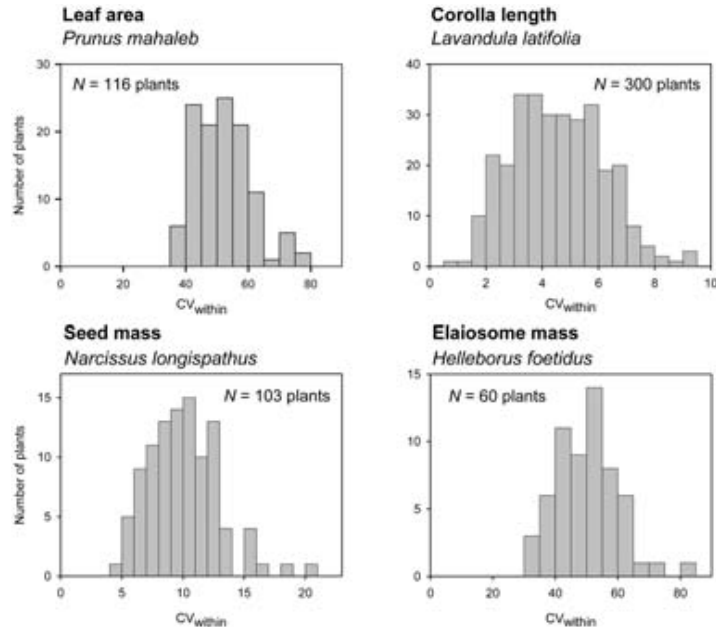 Leaf area
Prunus mahaleb
30
20
10
0
Number of plants
N = 116 plants
0 20 40 60 80
CVwithin
Corolla length
Lavandula latifolia
40
30
20
10
0
N = 300 plants
0 2 4 6 8 10
CVwithin
Seed mass
Narcissus longispathus
15
10
5
0
Number of plants
N = 103 plants
0 5 10 15 20
CVwithin
Elaiosome mass
Helleborus foetidus
15
10
5
0
N = 60 plants
0 20 40 60 80
CVwithin